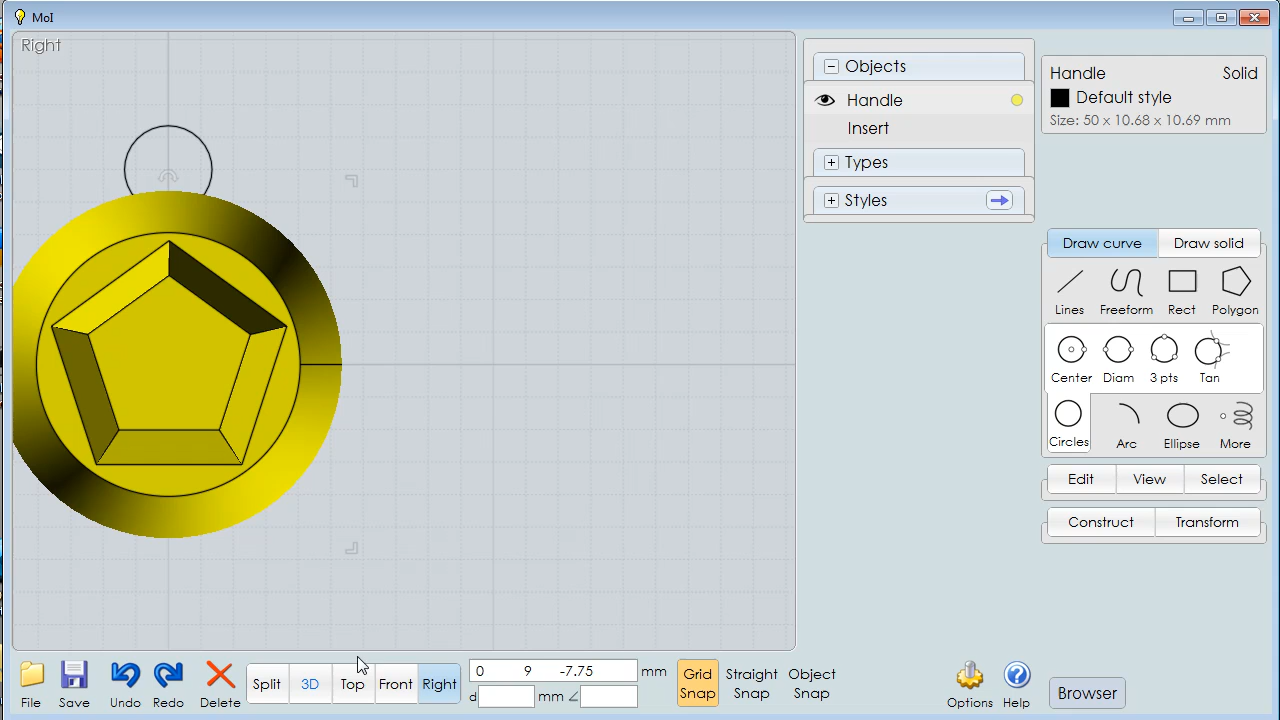 MoI
Right
Objects
Handle
Insert
Types
Styles
Handle Solid
Default style
Size: 50 x 10.68 x 10.69 mm
Draw curve Draw solid
Lines Freeform Rect Polygon
Center Diam 3 pts Tan
Circles Arc Ellipse More
Edit View Select
Construct Transform
File Save Undo Redo Delete
Split 3D Top Front Right
0 9 -7.75 mm
d mm ∠
Grid Snap
Straight Snap
Object Snap
Options Help
Browser